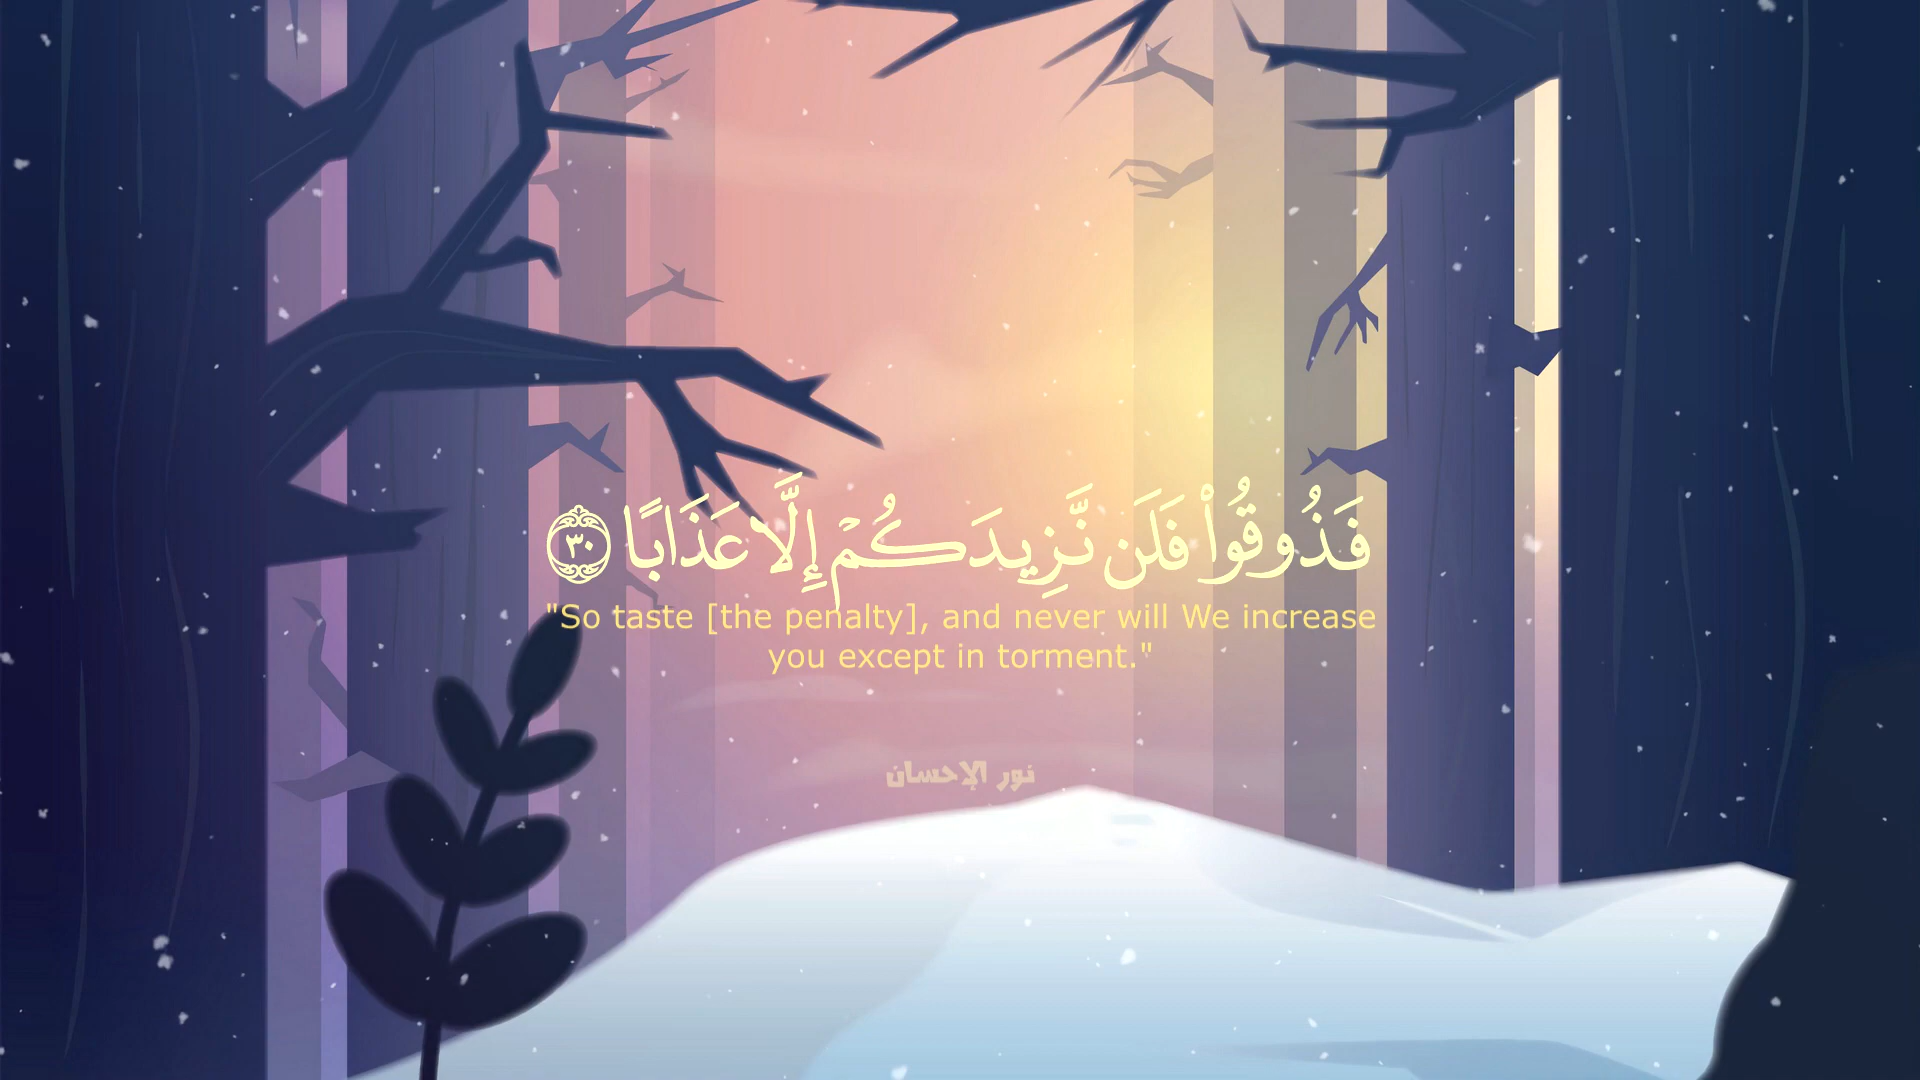 فَذُوقُوا۟ فَلَن نَّزِيدَكُمْ إِلَّا عَذَابًا ٣٠
"So taste [the penalty], and never will We increase
you except in torment."
نور الإحسان